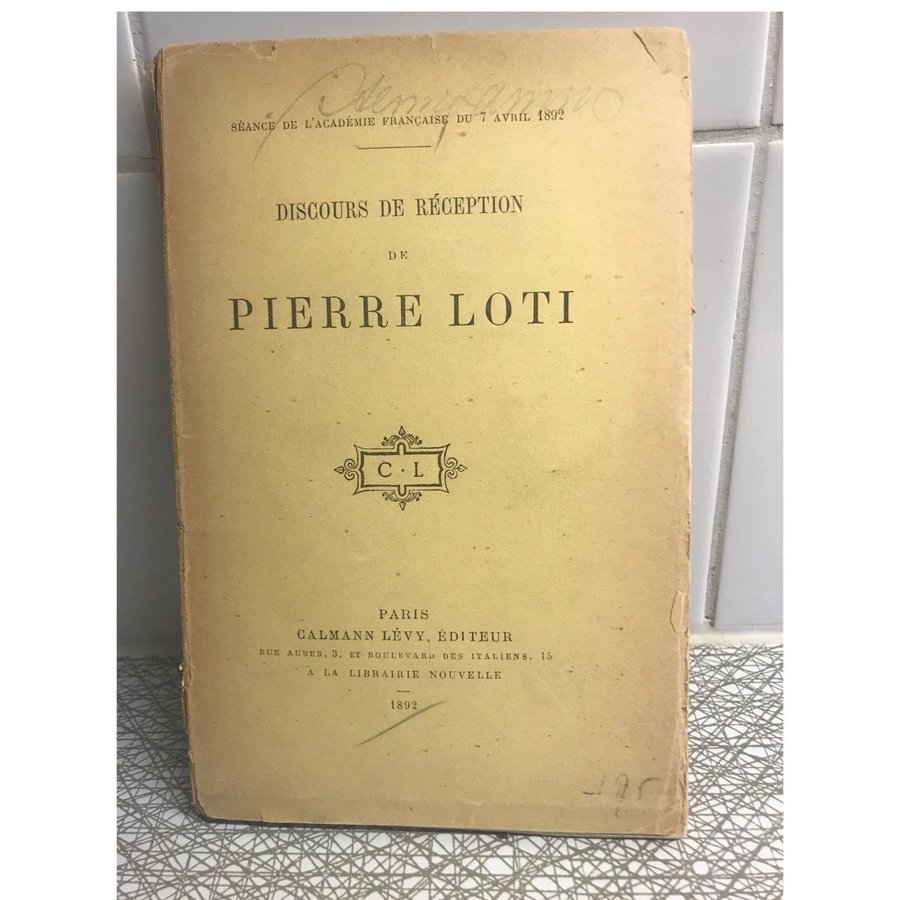 SÉANCE DE L'ACADÉMIE FRANÇAISE DU 7 AVRIL 1892
DISCOURS DE RÉCEPTION
DE
PIERRE LOTI
C · L
PARIS
CALMANN LÉVY, ÉDITEUR
RUE AUBER, 3, ET BOULEVARD DES ITALIENS, 15
A LA LIBRAIRIE NOUVELLE
1892